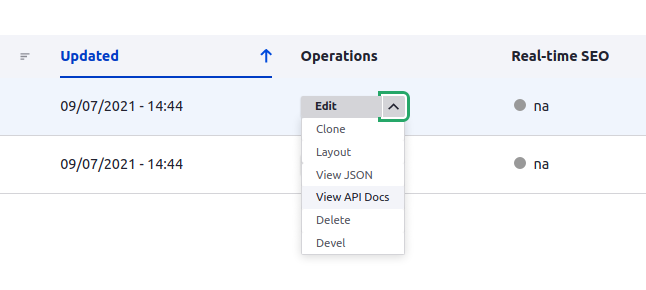 Updated Operations Real-time SEO
09/07/2021 - 14:44 Edit na
Clone
Layout
09/07/2021 - 14:44 na
View JSON
View API Docs
Delete
Devel